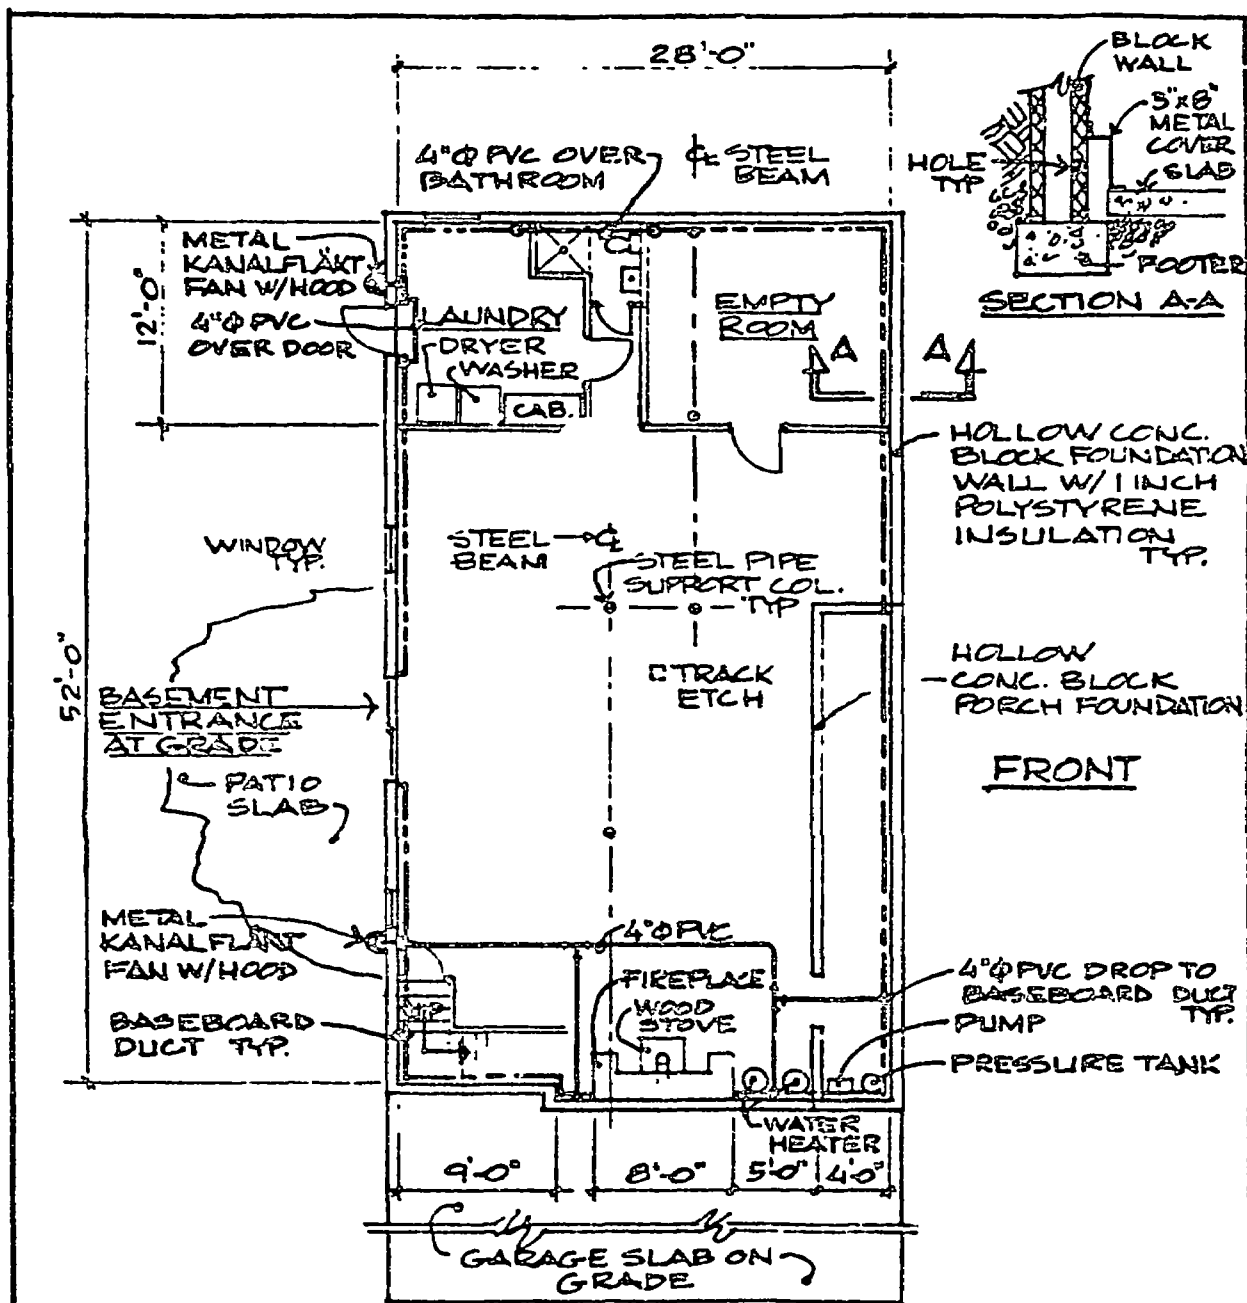 28'-0"
BLOCK
WALL
3"x8"
METAL
COVER
SLAB
HOLE
TYP
FOOTER
SECTION A-A
4"Φ PVC OVER
BATHROOM
℄ STEEL
BEAM
METAL
KANALFLÄKT
FAN W/HOOD
12'-0"
4"Φ PVC
OVER DOOR
LAUNDRY
DRYER
WASHER
CAB.
EMPTY
ROOM
A A
HOLLOW CONC.
BLOCK FOUNDATION
WALL W/ 1 INCH
POLYSTYRENE
INSULATION
TYP.
WINDOW
TYP.
STEEL
BEAM
℄
STEEL PIPE
SUPPORT COL.
TYP
52'-0"
TRACK
ETCH
HOLLOW
CONC. BLOCK
PORCH FOUNDATION
BASEMENT
ENTRANCE
AT GRADE
FRONT
PATIO
SLAB
METAL
KANALFLÄKT
FAN W/HOOD
4"Φ PVC
FIREPLACE
WOOD
STOVE
4"Φ PVC DROP TO
BASEBOARD DUCT
TYP.
BASEBOARD
DUCT TYP.
PUMP
PRESSURE TANK
WATER
HEATER
9'-0"
8'-0"
5'-0"
4'-0"
GARAGE SLAB ON
GRADE